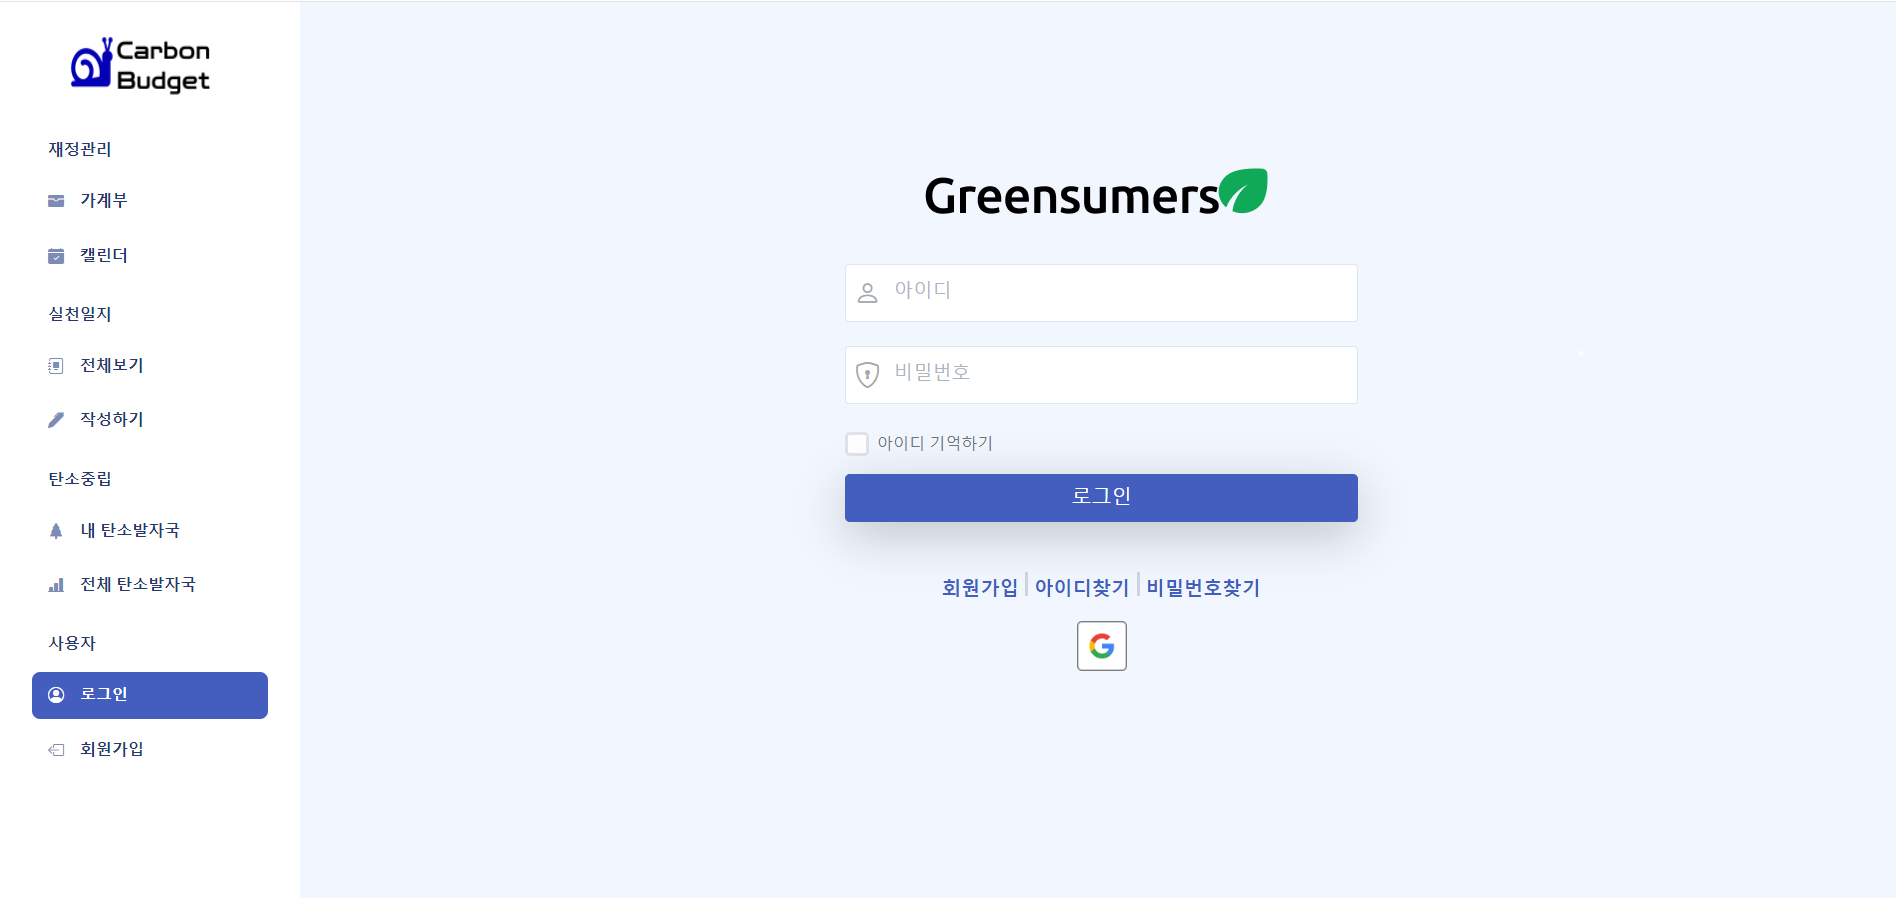 Carbon
Budget
재정관리
가계부
캘린더
실천일지
전체보기
작성하기
탄소중립
내 탄소발자국
전체 탄소발자국
사용자
로그인
회원가입
Greensumers
아이디
비밀번호
아이디 기억하기
로그인
회원가입 아이디찾기 비밀번호찾기